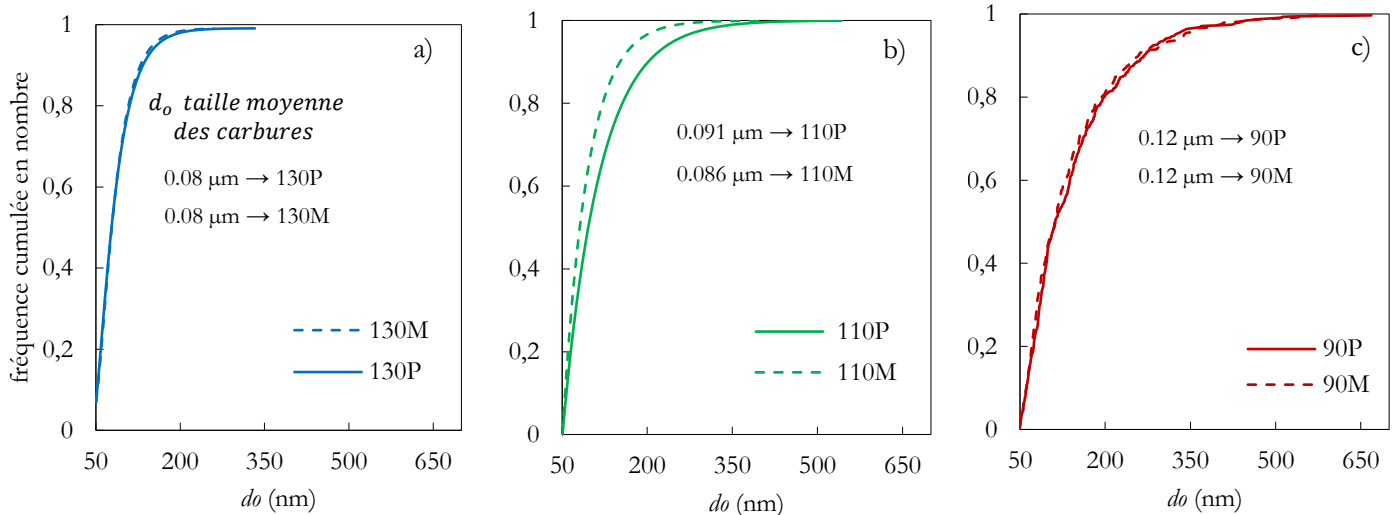 fréquence cumulée en nombre
1
0,8
0,6
0,4
0,2
0
50
200
350
500
650
do (nm)
a)
do taille moyenne
des carbures
0.08 µm → 130P
0.08 µm → 130M
130M
130P
1
0,8
0,6
0,4
0,2
0
50
200
350
500
650
do (nm)
b)
0.091 µm → 110P
0.086 µm → 110M
110P
110M
1
0,8
0,6
0,4
0,2
0
50
200
350
500
650
do (nm)
c)
0.12 µm → 90P
0.12 µm → 90M
90P
90M